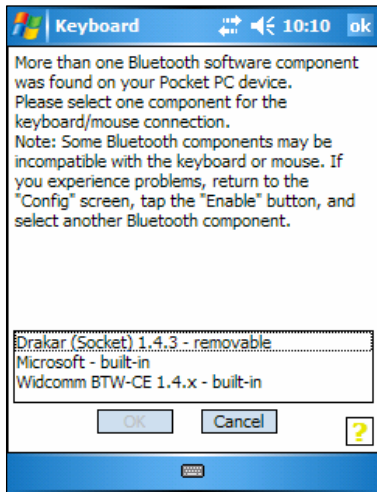 Keyboard 10:10 ok
More than one Bluetooth software component
was found on your Pocket PC device.
Please select one component for the
keyboard/mouse connection.
Note: Some Bluetooth components may be
incompatible with the keyboard or mouse. If
you experience problems, return to the
"Config" screen, tap the "Enable" button, and
select another Bluetooth component.
Drakar (Socket) 1.4.3 - removable
Microsoft - built-in
Widcomm BTW-CE 1.4.x - built-in
OK Cancel ?